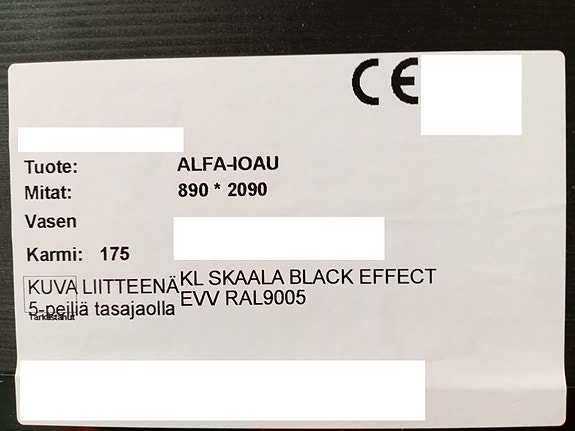 CE
Tuote: ALFA-IOAU
Mitat: 890 * 2090
Vasen
Karmi: 175
KUVA LIITTEENÄ KL SKAALA BLACK EFFECT
5-peiliä tasajaolla EVV RAL9005
Tarkastanut